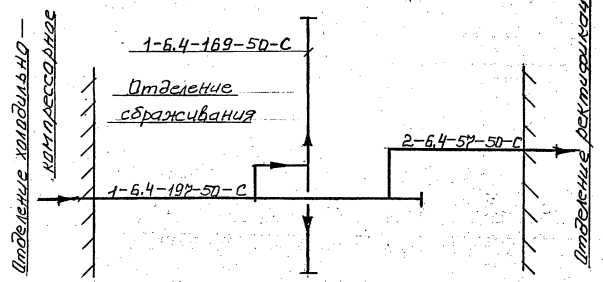 Отделение холодильно-
компрессорное
1-6.4-169-50-С
Отделение
сбраживания
2-6.4-57-50-С
1-6.4-197-50-С
Отделение ректификац